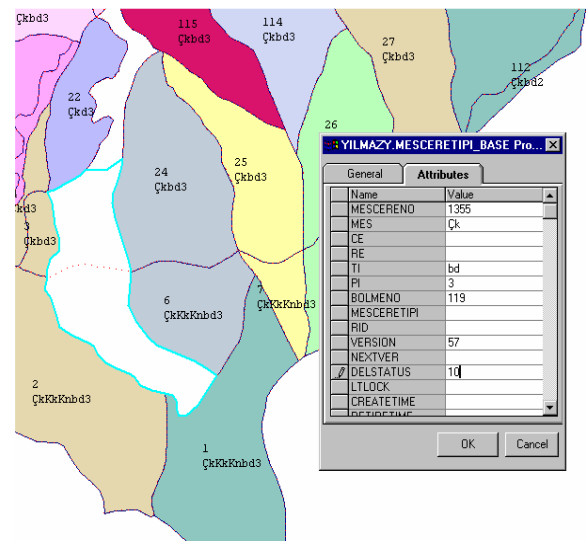 Çkbd3
115
Çkbd3
114
Çkbd3
27
Çkbd3
112
Çkbd2
22
Çkd3
24
Çkbd3
25
Çkbd3
26
kd3
3
Çkbd3
6
ÇkKkKnbd3
7
ÇkKkKnbd3
2
ÇkKkKnbd3
1
ÇkKkKnbd3
YILMAZY.MESCERETIPI_BASE Pro...
General Attributes
Name Value
MESCERENO 1355
MES Çk
CE
RE
TI bd
PI 3
BOLMENO 119
MESCERETIPI
RID
VERSION 57
NEXTVER
DELSTATUS 10
LTLOCK
CREATETIME
OK Cancel